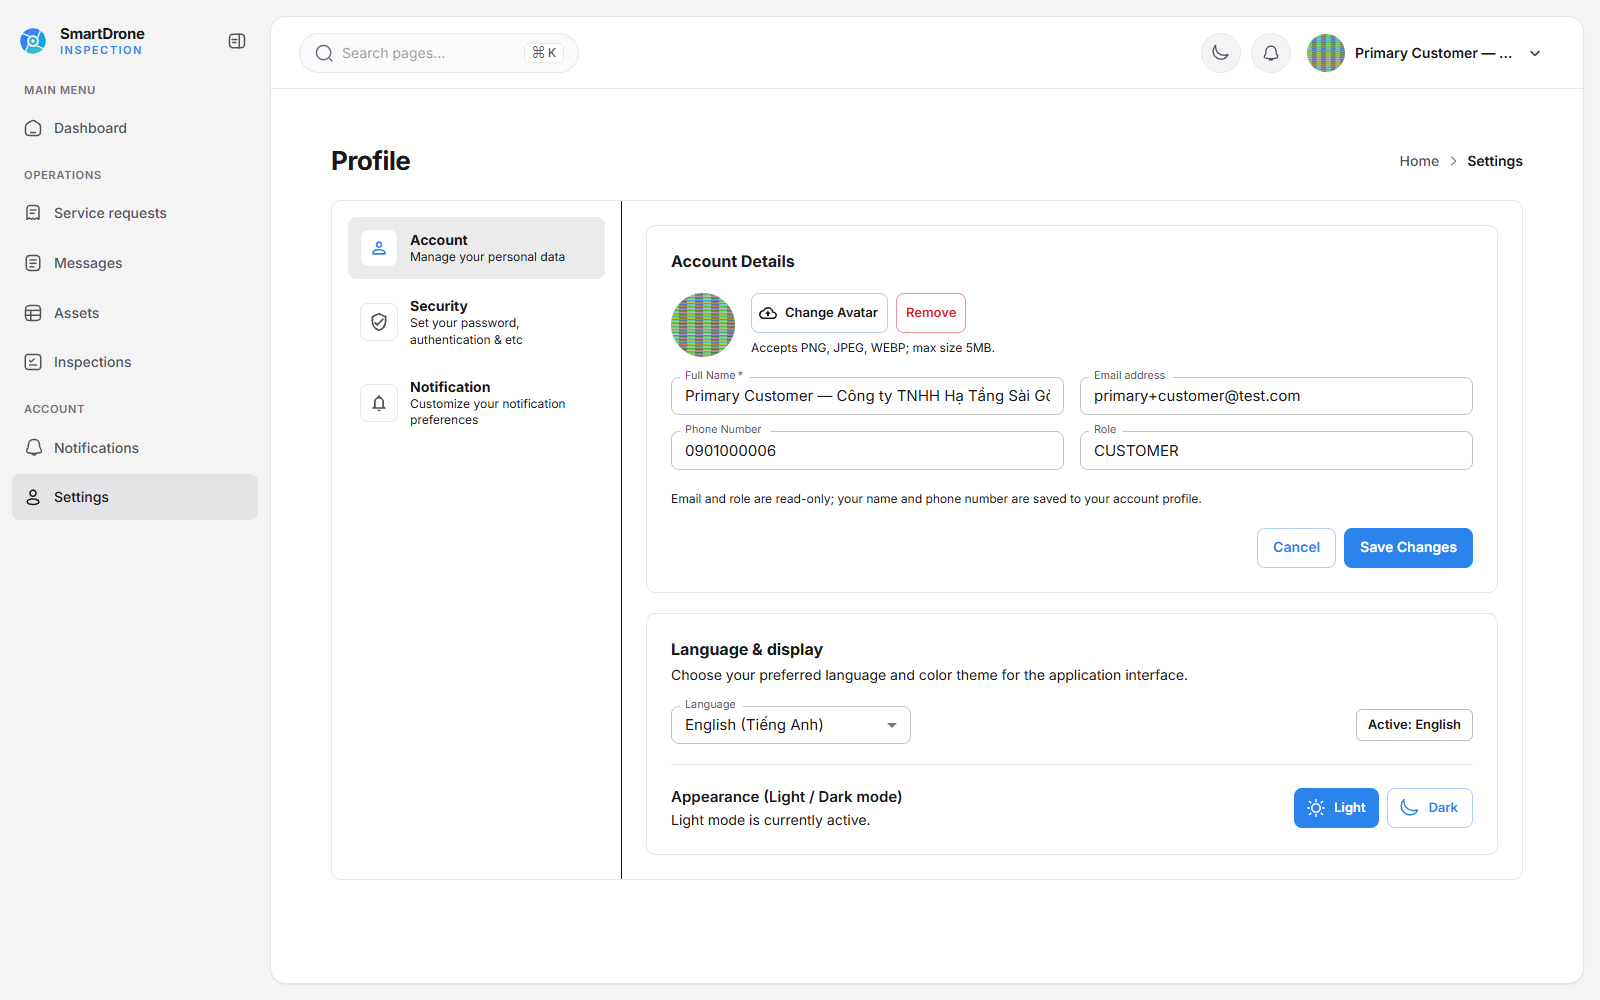 SmartDrone
INSPECTION
Search pages...
⌘ K
Primary Customer — ...
MAIN MENU
Dashboard
OPERATIONS
Service requests
Messages
Assets
Inspections
ACCOUNT
Notifications
Settings
Profile
Home > Settings
Account
Manage your personal data
Security
Set your password,
authentication & etc
Notification
Customize your notification
preferences
Account Details
Change Avatar
Remove
Accepts PNG, JPEG, WEBP; max size 5MB.
Full Name *
Primary Customer — Công ty TNHH Hạ Tầng Sài
Email address
primary+customer@test.com
Phone Number
0901000006
Role
CUSTOMER
Email and role are read-only; your name and phone number are saved to your account profile.
Cancel
Save Changes
Language & display
Choose your preferred language and color theme for the application interface.
Language
English (Tiếng Anh)
Active: English
Appearance (Light / Dark mode)
Light mode is currently active.
Light
Dark